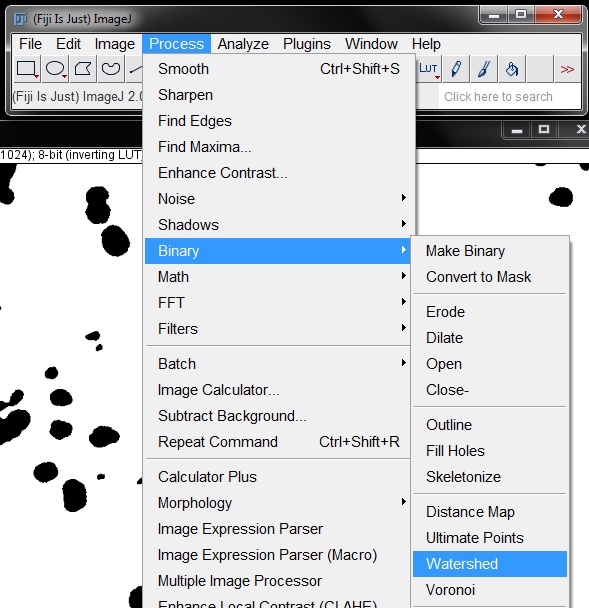 (Fiji Is Just) ImageJ
File Edit Image Process Analyze Plugins Window Help
LUT >>
(Fiji Is Just) ImageJ 2.0
Click here to search
1024); 8-bit (inverting LUT)
Smooth Ctrl+Shift+S
Sharpen
Find Edges
Find Maxima...
Enhance Contrast...
Noise
Shadows
Binary
Math
FFT
Filters
Batch
Image Calculator...
Subtract Background...
Repeat Command Ctrl+Shift+R
Calculator Plus
Morphology
Image Expression Parser
Image Expression Parser (Macro)
Multiple Image Processor
Enhance Local Contrast (CLAHE)
Make Binary
Convert to Mask
Erode
Dilate
Open
Close-
Outline
Fill Holes
Skeletonize
Distance Map
Ultimate Points
Watershed
Voronoi